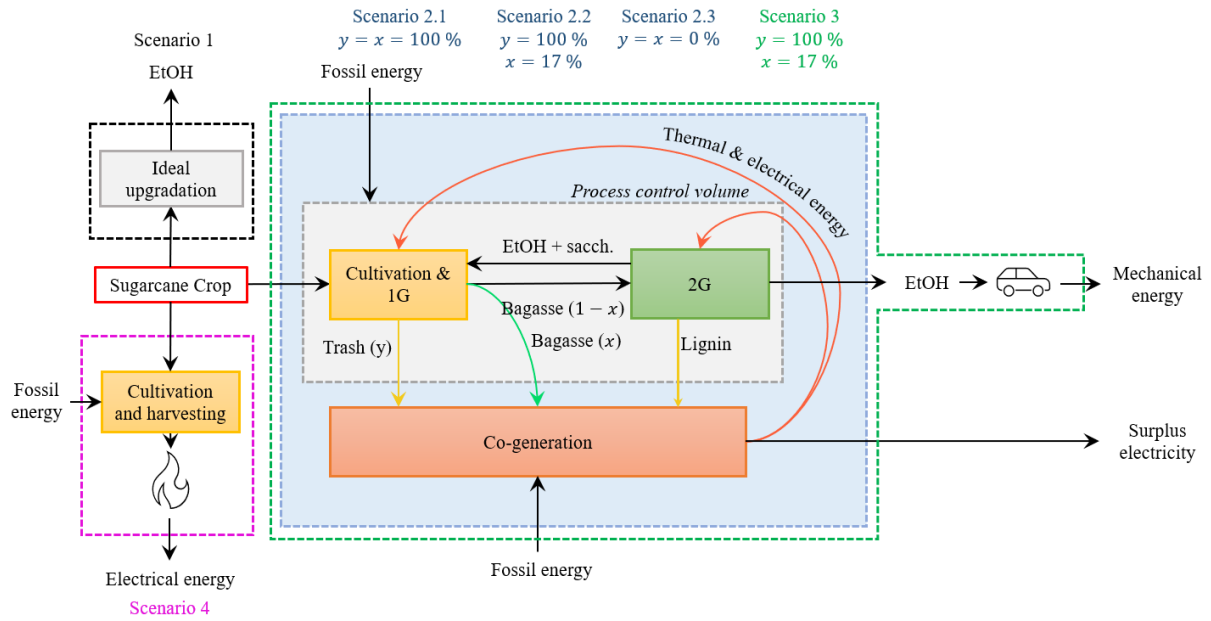 Scenario 1
EtOH
Ideal
upgradation
Sugarcane Crop
Fossil
energy
Cultivation
and harvesting
Electrical energy
Scenario 4
Scenario 2.1
y = x = 100 %
Scenario 2.2
y = 100 %
x = 17 %
Scenario 2.3
y = x = 0 %
Scenario 3
y = 100 %
x = 17 %
Fossil energy
Thermal & electrical energy
Process control volume
Cultivation &
1G
EtOH + sacch.
2G
Bagasse (1 − x)
Bagasse (x)
Trash (y)
Lignin
Co-generation
Fossil energy
EtOH
Mechanical
energy
Surplus
electricity